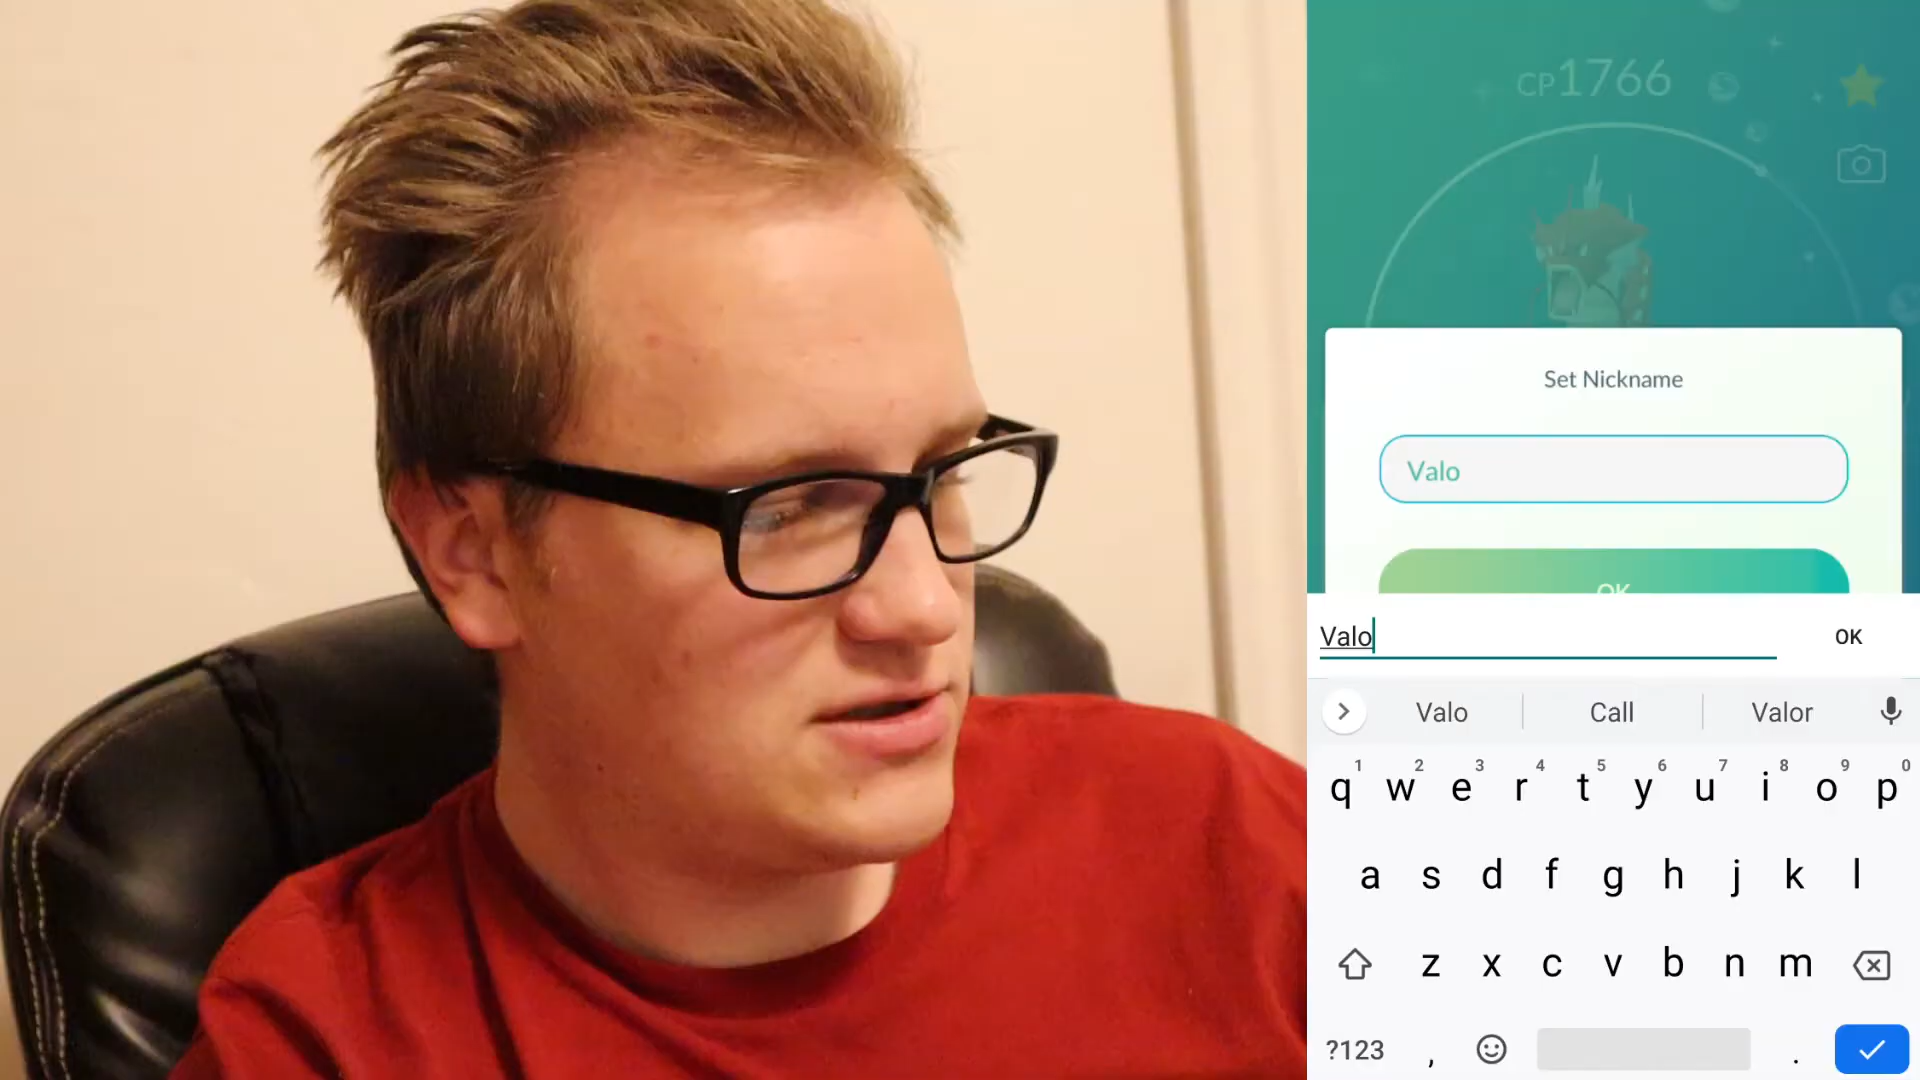 CP1766
Set Nickname
Valo
OK
Valo OK
Valo Call Valor
1 2 3 4 5 6 7 8 9 0
q w e r t y u i o p
a s d f g h j k l
z x c v b n m
?123 , .